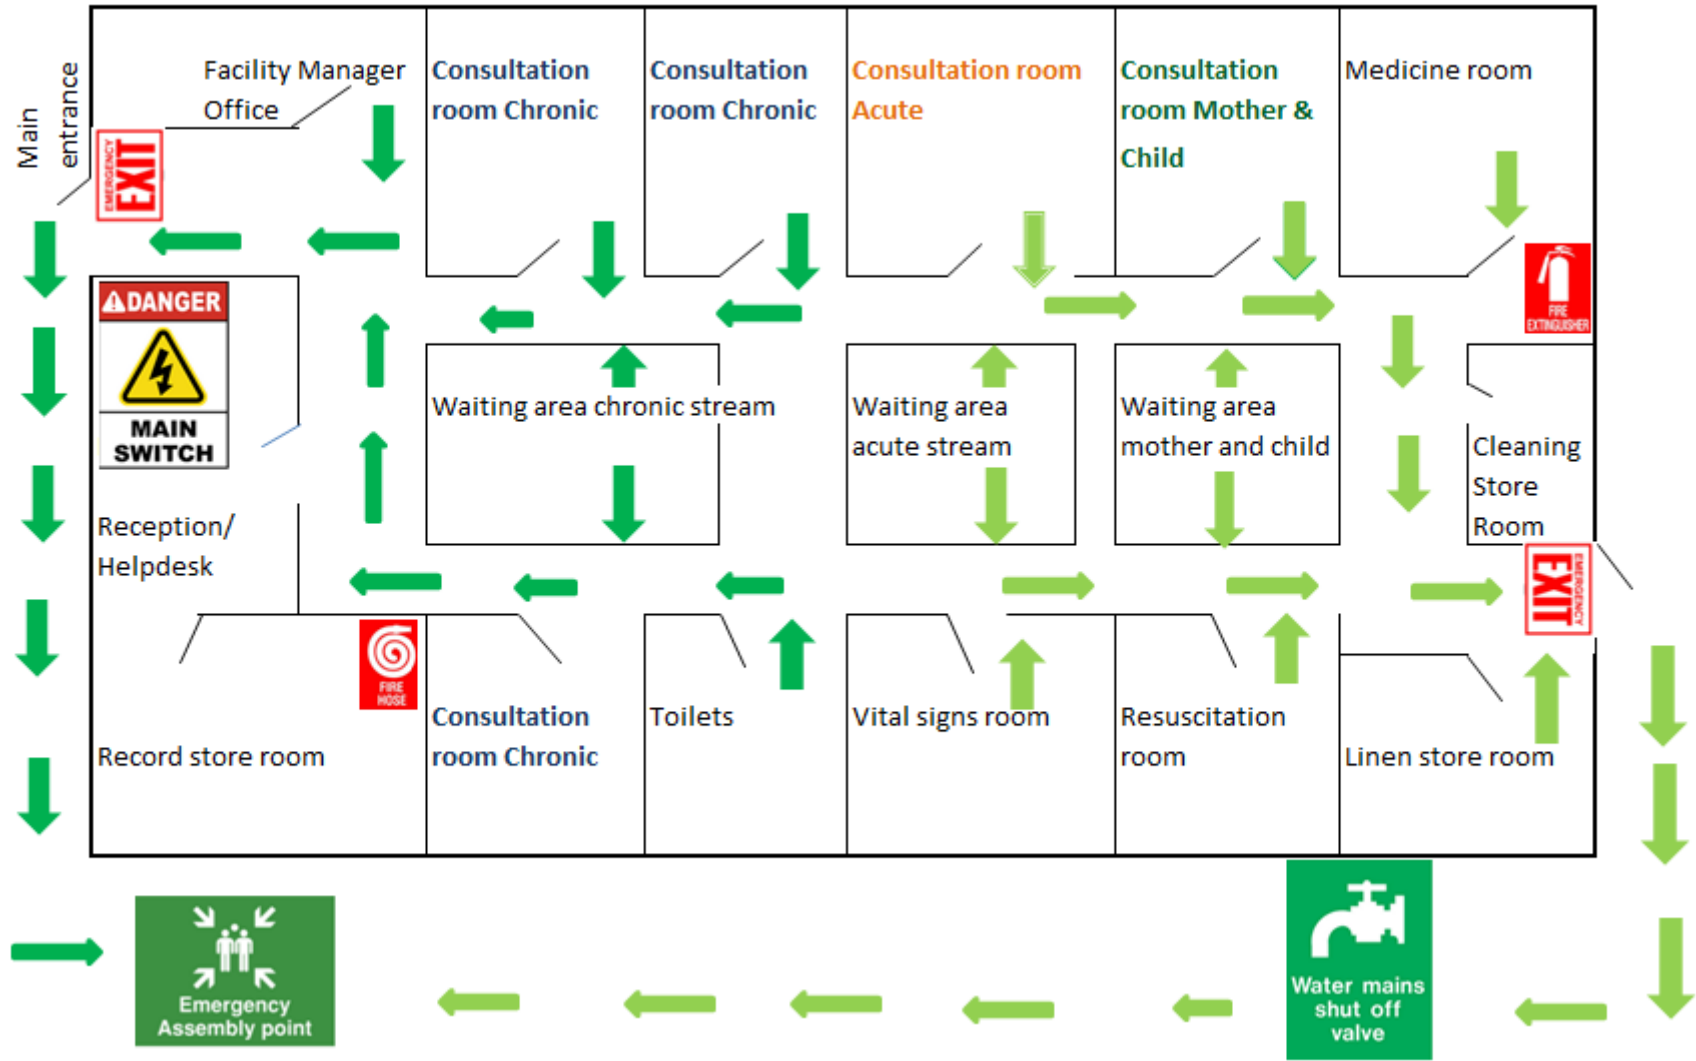 Main
entrance
Facility Manager
Office
Consultation
room Chronic
Consultation
room Chronic
Consultation room
Acute
Consultation
room Mother &
Child
Medicine room
EMERGENCY
EXIT
DANGER
MAIN
SWITCH
FIRE
EXTINGUISHER
Waiting area chronic stream
Waiting area
acute stream
Waiting area
mother and child
Cleaning
Store
Room
Reception/
Helpdesk
EMERGENCY
EXIT
FIRE
HOSE
Record store room
Consultation
room Chronic
Toilets
Vital signs room
Resuscitation
room
Linen store room
Emergency
Assembly point
Water mains
shut off
valve